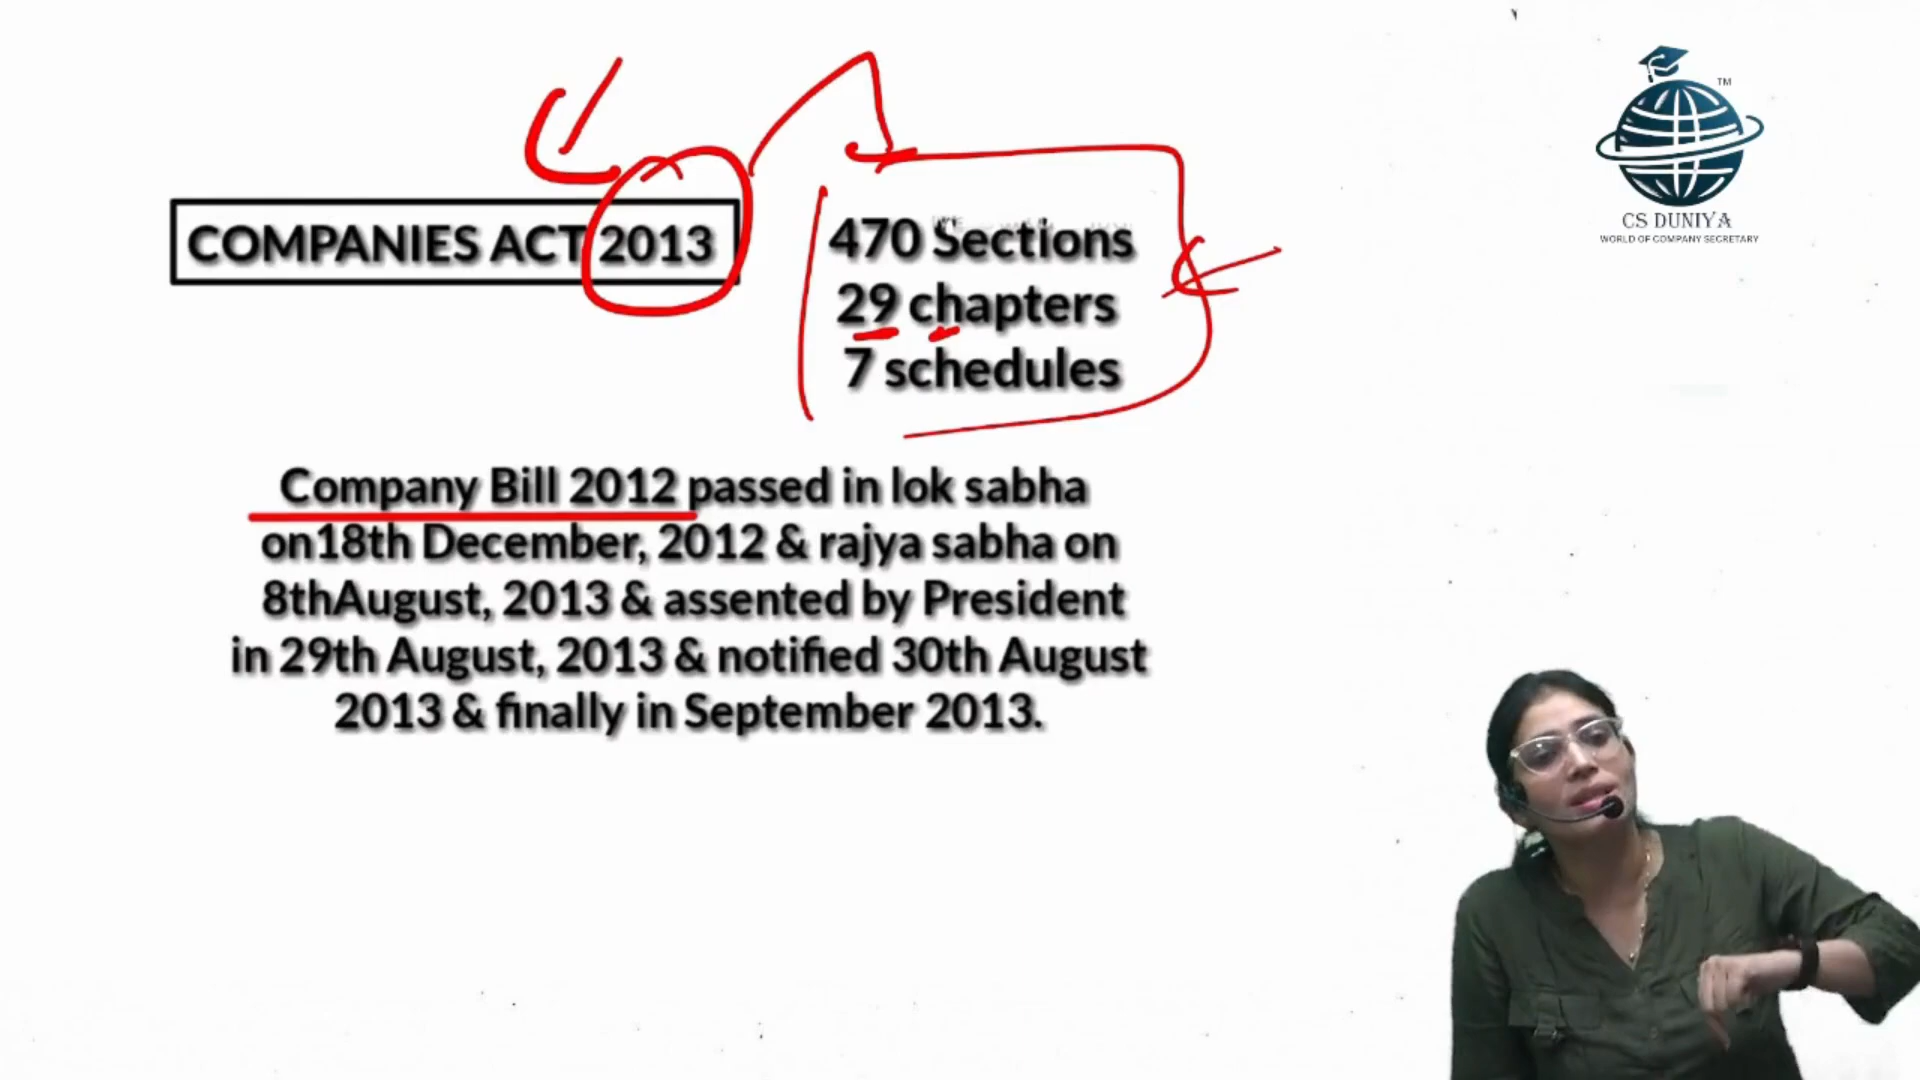 TM
CS DUNIYA
WORLD OF COMPANY SECRETARY
COMPANIES ACT 2013
470 Sections
29 chapters
7 schedules
Company Bill 2012 passed in lok sabha
on18th December, 2012 & rajya sabha on
8thAugust, 2013 & assented by President
in 29th August, 2013 & notified 30th August
2013 & finally in September 2013.